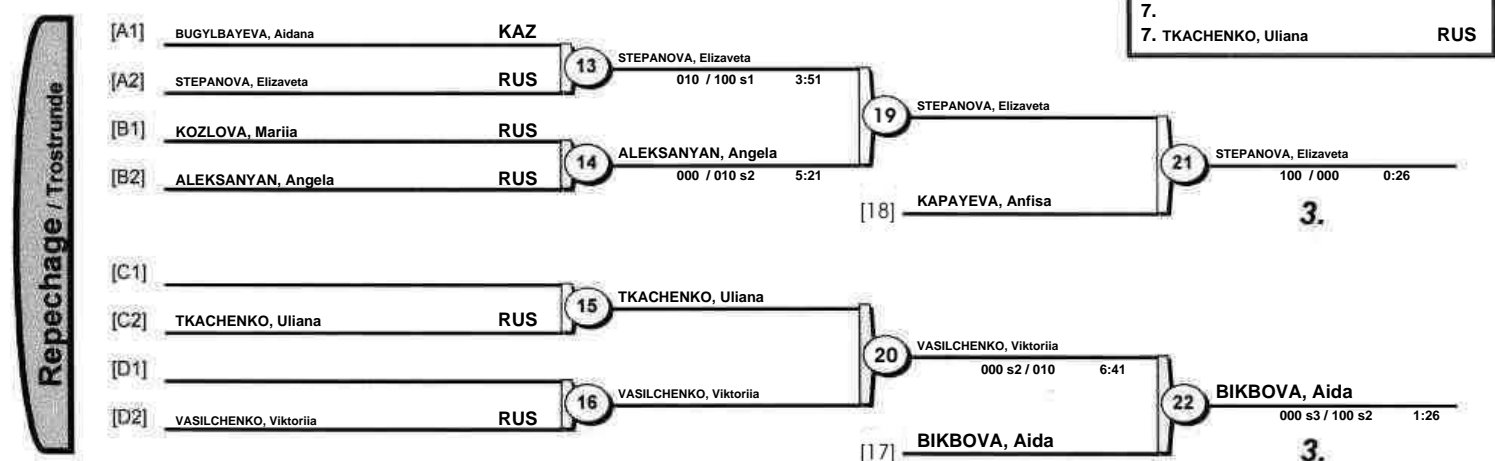 7.
7. TKACHENKO, Uliana RUS
Repechage / Trostrunde
[A1] BUGYLBAYEVA, Aidana KAZ
13 STEPANOVA, Elizaveta
010 / 100 s1 3:51
[A2] STEPANOVA, Elizaveta RUS
19 STEPANOVA, Elizaveta
[B1] KOZLOVA, Mariia RUS
14 ALEKSANYAN, Angela
000 / 010 s2 5:21
[B2] ALEKSANYAN, Angela RUS
21 STEPANOVA, Elizaveta
100 / 000 0:26
[18] KAPAYEVA, Anfisa
3.
[C1]
15 TKACHENKO, Uliana
[C2] TKACHENKO, Uliana RUS
20 VASILCHENKO, Viktoriia
000 s2 / 010 6:41
[D1]
16 VASILCHENKO, Viktoriia
[D2] VASILCHENKO, Viktoriia RUS
22 BIKBOVA, Aida
000 s3 / 100 s2 1:26
[17] BIKBOVA, Aida
3.